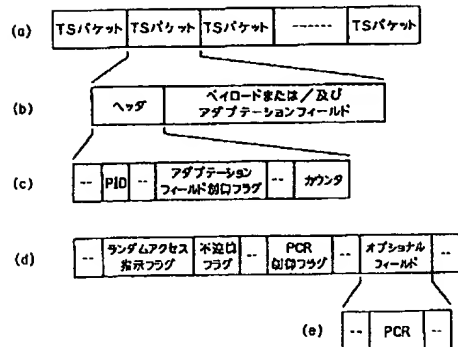 (a) TSパケット TSパケット TSパケット ------ TSパケット
(b) ヘッダ ペイロードまたは/及び
アダプテーションフィールド
(c) -- PID -- アダプテーション
フィールド制御フラグ -- カウンタ
(d) -- ランダムアクセス
指示フラグ フラグ -- PCR
フラグ -- オプショナル
フィールド --
(e) -- PCR --